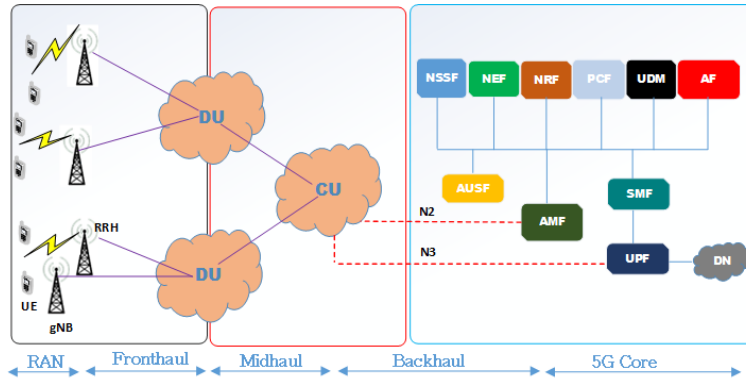 NSSF NEF NRF PCF UDM AF
DU
CU
AUSF
SMF
AMF
N2
RRH
N3
DU
UPF
DN
UE
gNB
RAN Fronthaul Midhaul Backhaul 5G Core